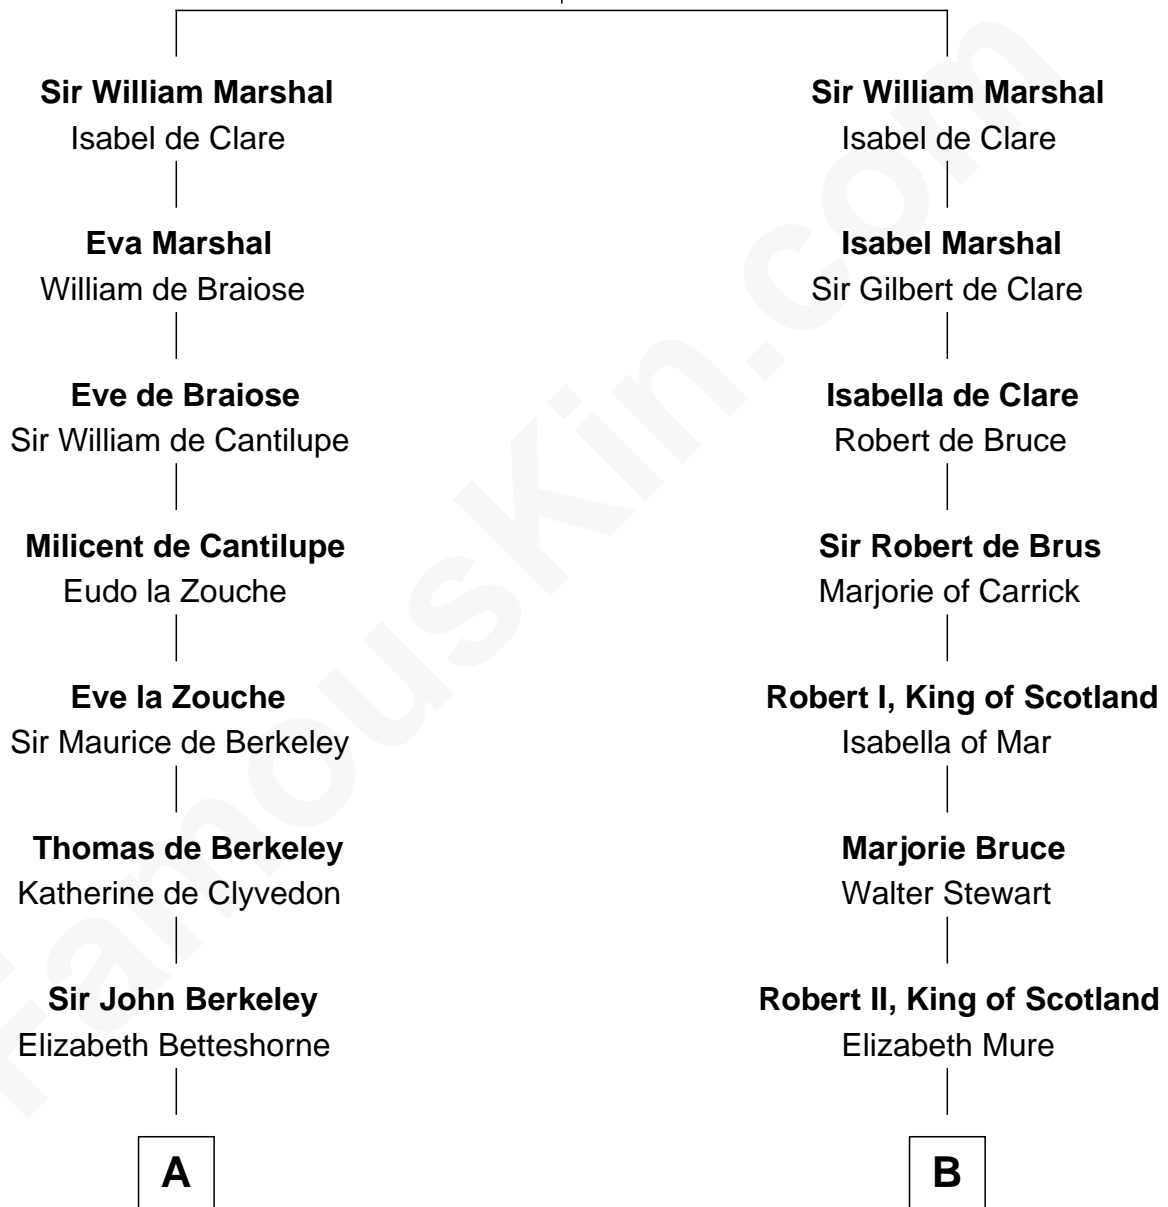 Sir William Marshal
Isabel de Clare
Eva Marshal
William de Braiose
Eve de Braiose
Sir William de Cantilupe
Milicent de Cantilupe
Eudo la Zouche
Eve la Zouche
Sir Maurice de Berkeley
Thomas de Berkeley
Katherine de Clyvedon
Sir John Berkeley
Elizabeth Betteshorne
A
Sir William Marshal
Isabel de Clare
Isabel Marshal
Sir Gilbert de Clare
Isabella de Clare
Robert de Bruce
Sir Robert de Brus
Marjorie of Carrick
Robert I, King of Scotland
Isabella of Mar
Marjorie Bruce
Walter Stewart
Robert II, King of Scotland
Elizabeth Mure
B
FamousKin.com